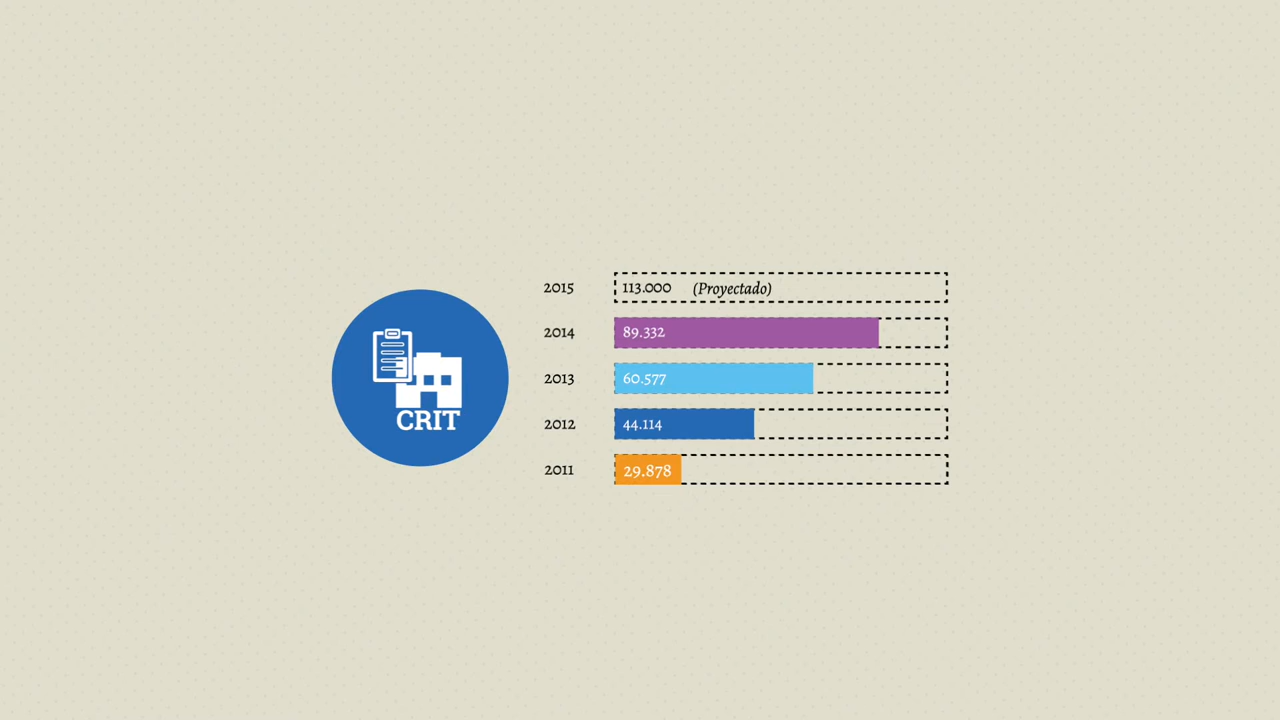 2015 113.000 (Proyectado)
2014 89.332
2013 60.577
2012 44.114
2011 29.878
CRIT